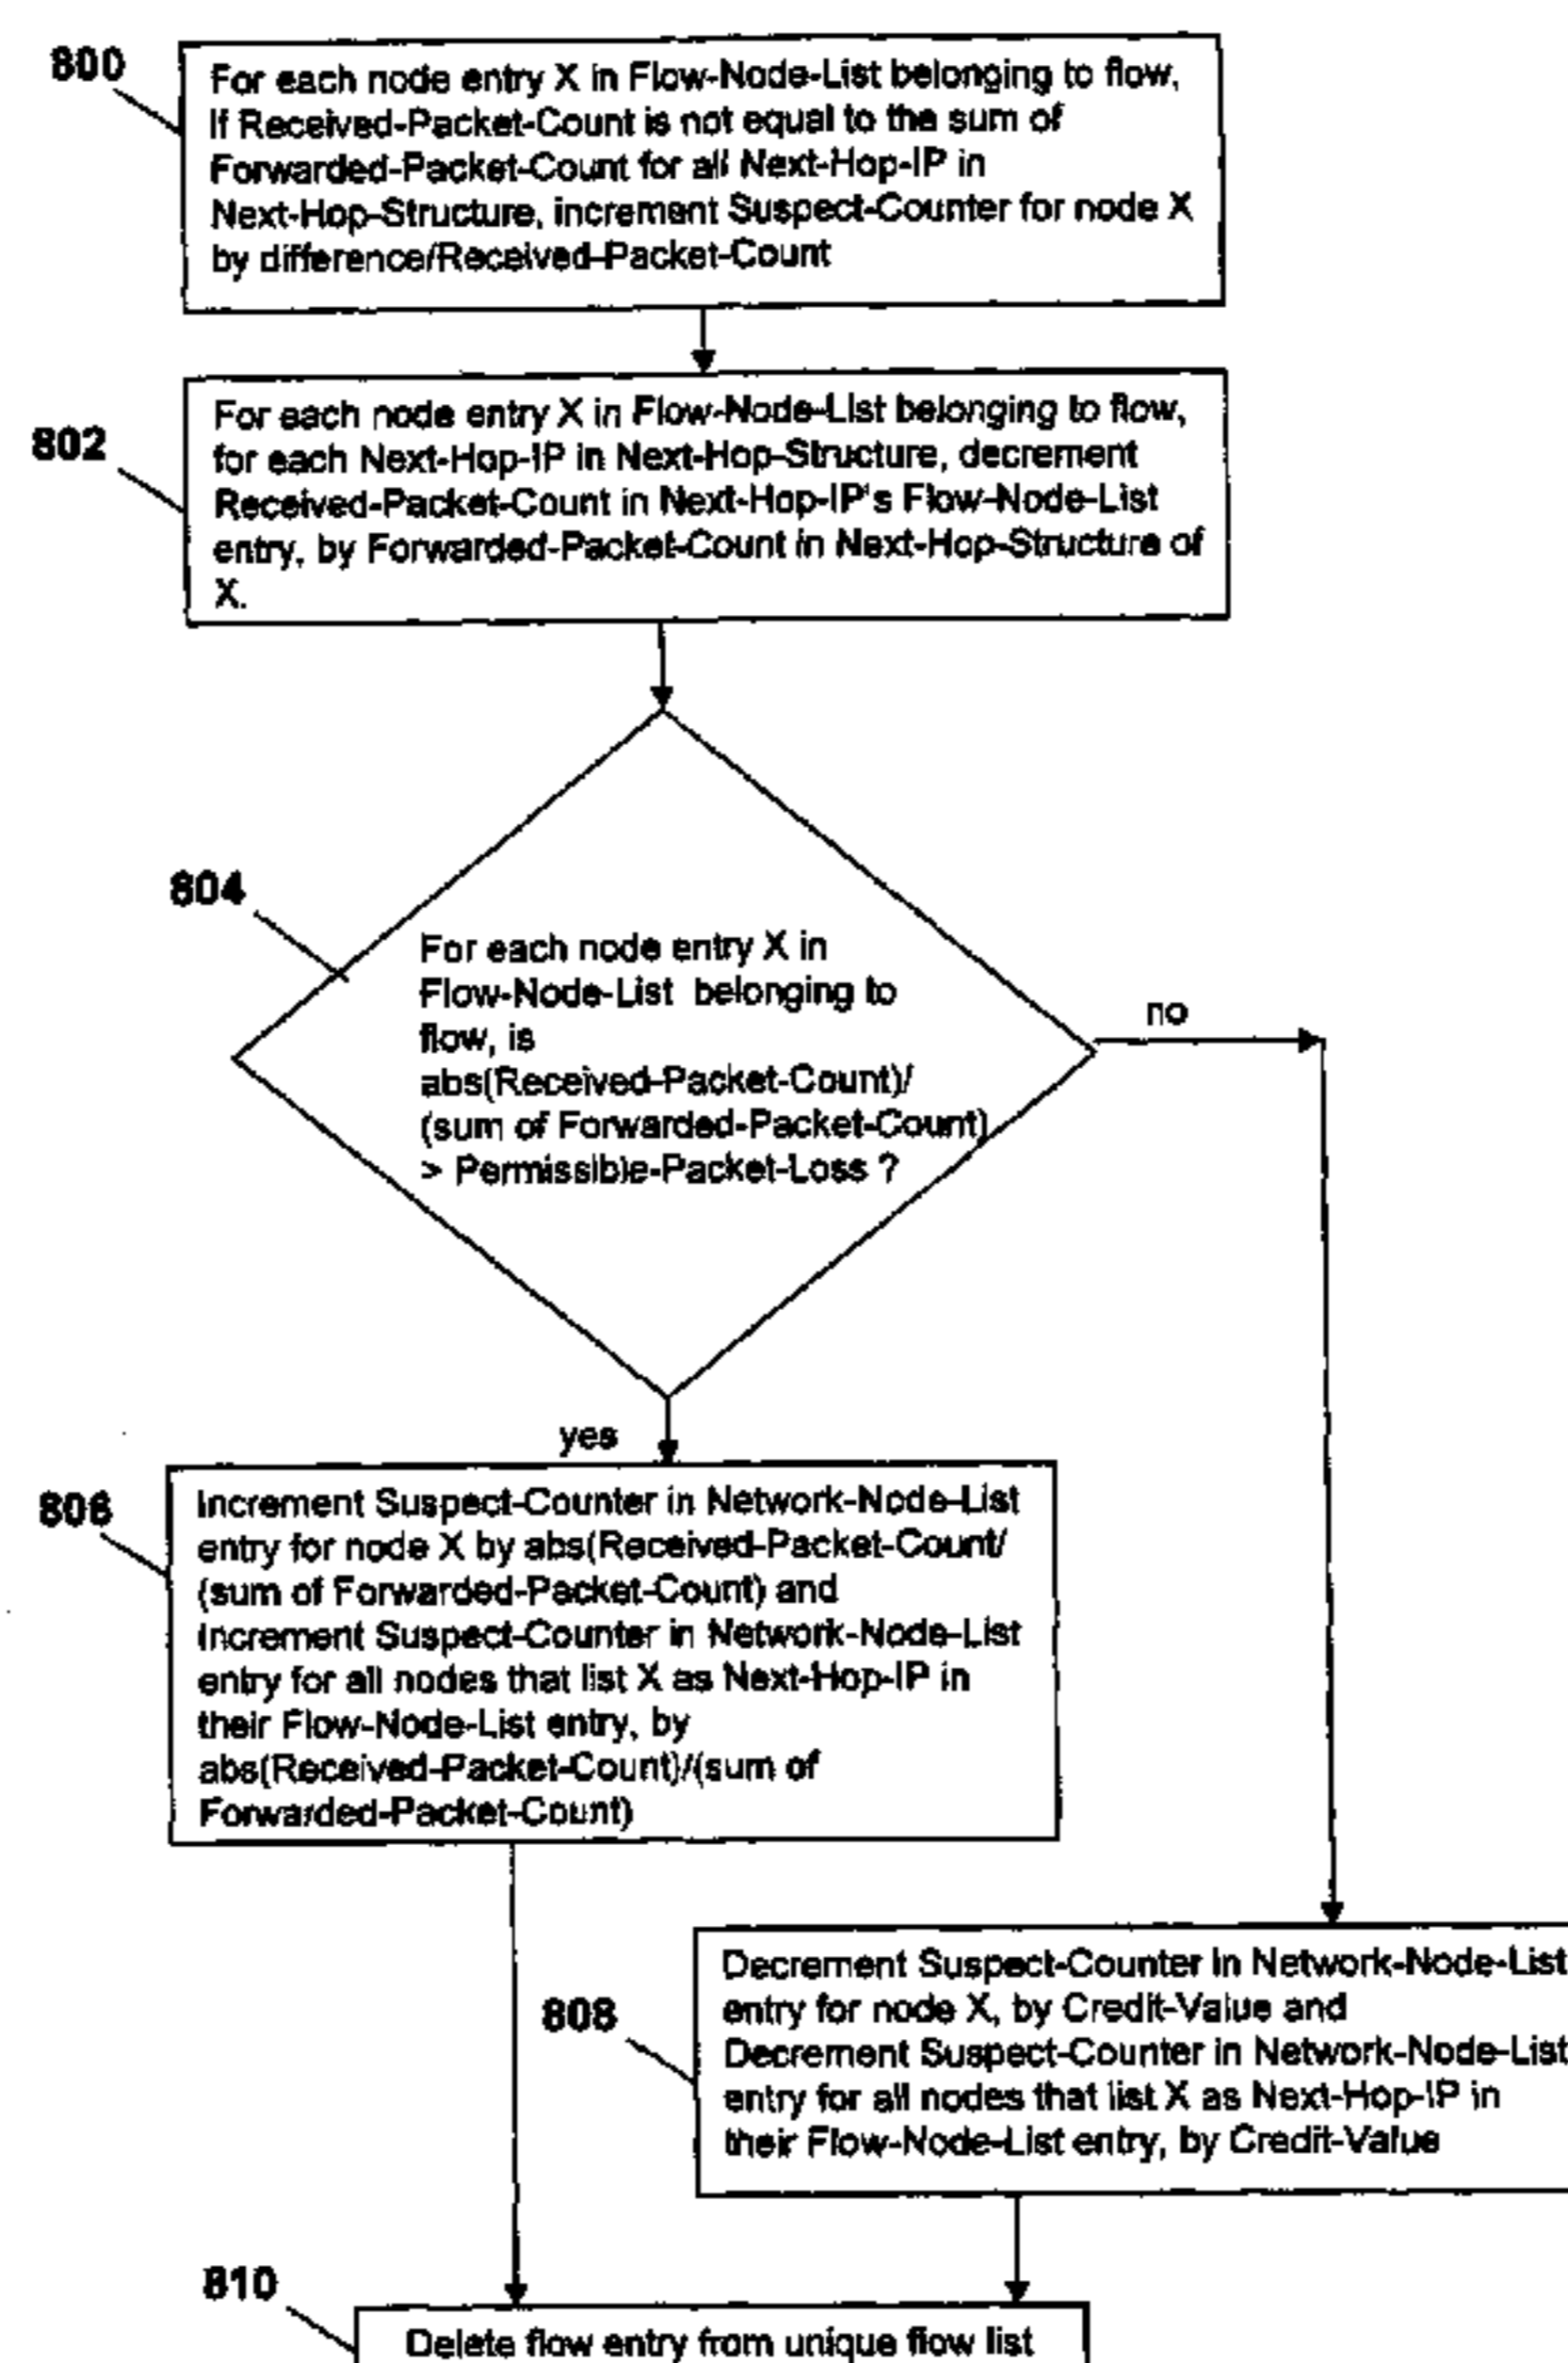 800
For each node entry X in Flow-Node-List belonging to flow,
If Received-Packet-Count is not equal to the sum of
Forwarded-Packet-Count for all Next-Hop-IP in
Next-Hop-Structure, increment Suspect-Counter for node X
by difference/Received-Packet-Count
802
For each node entry X in Flow-Node-List belonging to flow,
for each Next-Hop-IP in Next-Hop-Structure, decrement
Received-Packet-Count in Next-Hop-IP's Flow-Node-List
entry, by Forwarded-Packet-Count in Next-Hop-Structure of
X.
804
For each node entry X in
Flow-Node-List belonging to
flow, is
abs(Received-Packet-Count)/
(sum of Forwarded-Packet-Count)
> Permissible-Packet-Loss ?
no
yes
806
Increment Suspect-Counter in Network-Node-List
entry for node X by abs(Received-Packet-Count/
(sum of Forwarded-Packet-Count) and
Increment Suspect-Counter in Network-Node-List
entry for all nodes that list X as Next-Hop-IP in
their Flow-Node-List entry, by
abs(Received-Packet-Count)/(sum of
Forwarded-Packet-Count)
808
Decrement Suspect-Counter in Network-Node-List
entry for node X, by Credit-Value and
Decrement Suspect-Counter in Network-Node-List
entry for all nodes that list X as Next-Hop-IP in
their Flow-Node-List entry, by Credit-Value
810
Delete flow entry from unique flow list